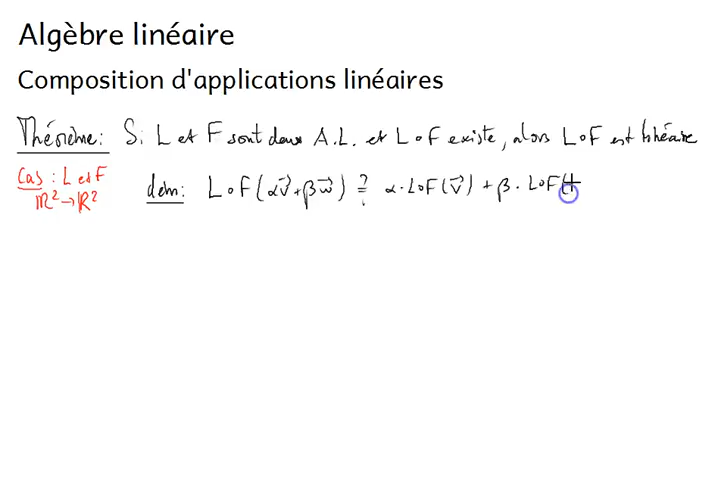 Algèbre linéaire
Composition d'applications linéaires
Théorème : Si L et F sont deux A.L. et L∘F existe, alors L∘F est linéaire
Cas : L et F
ℝ² → ℝ²
dém : L∘F(αv⃗ + βw⃗) ?= α · L∘F(v⃗) + β · L∘F(